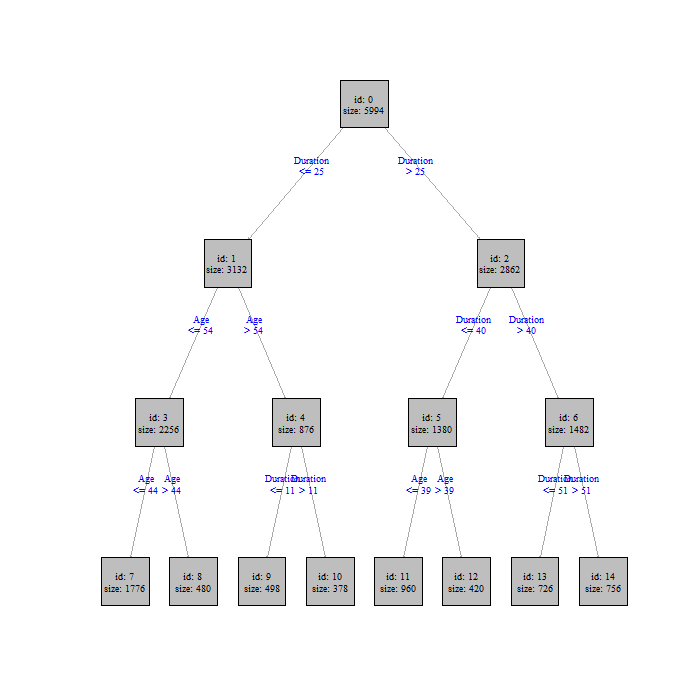 id: 0
size: 5994
Duration
<= 25
Duration
> 25
id: 1
size: 3132
id: 2
size: 2862
Age
<= 54
Age
> 54
Duration
<= 40
Duration
> 40
id: 3
size: 2256
id: 4
size: 876
id: 5
size: 1380
id: 6
size: 1482
Age
<= 44
Age
> 44
Duration
<= 11
Duration
> 11
Age
<= 39
Age
> 39
Duration
<= 51
Duration
> 51
id: 7
size: 1776
id: 8
size: 480
id: 9
size: 498
id: 10
size: 378
id: 11
size: 960
id: 12
size: 420
id: 13
size: 726
id: 14
size: 756